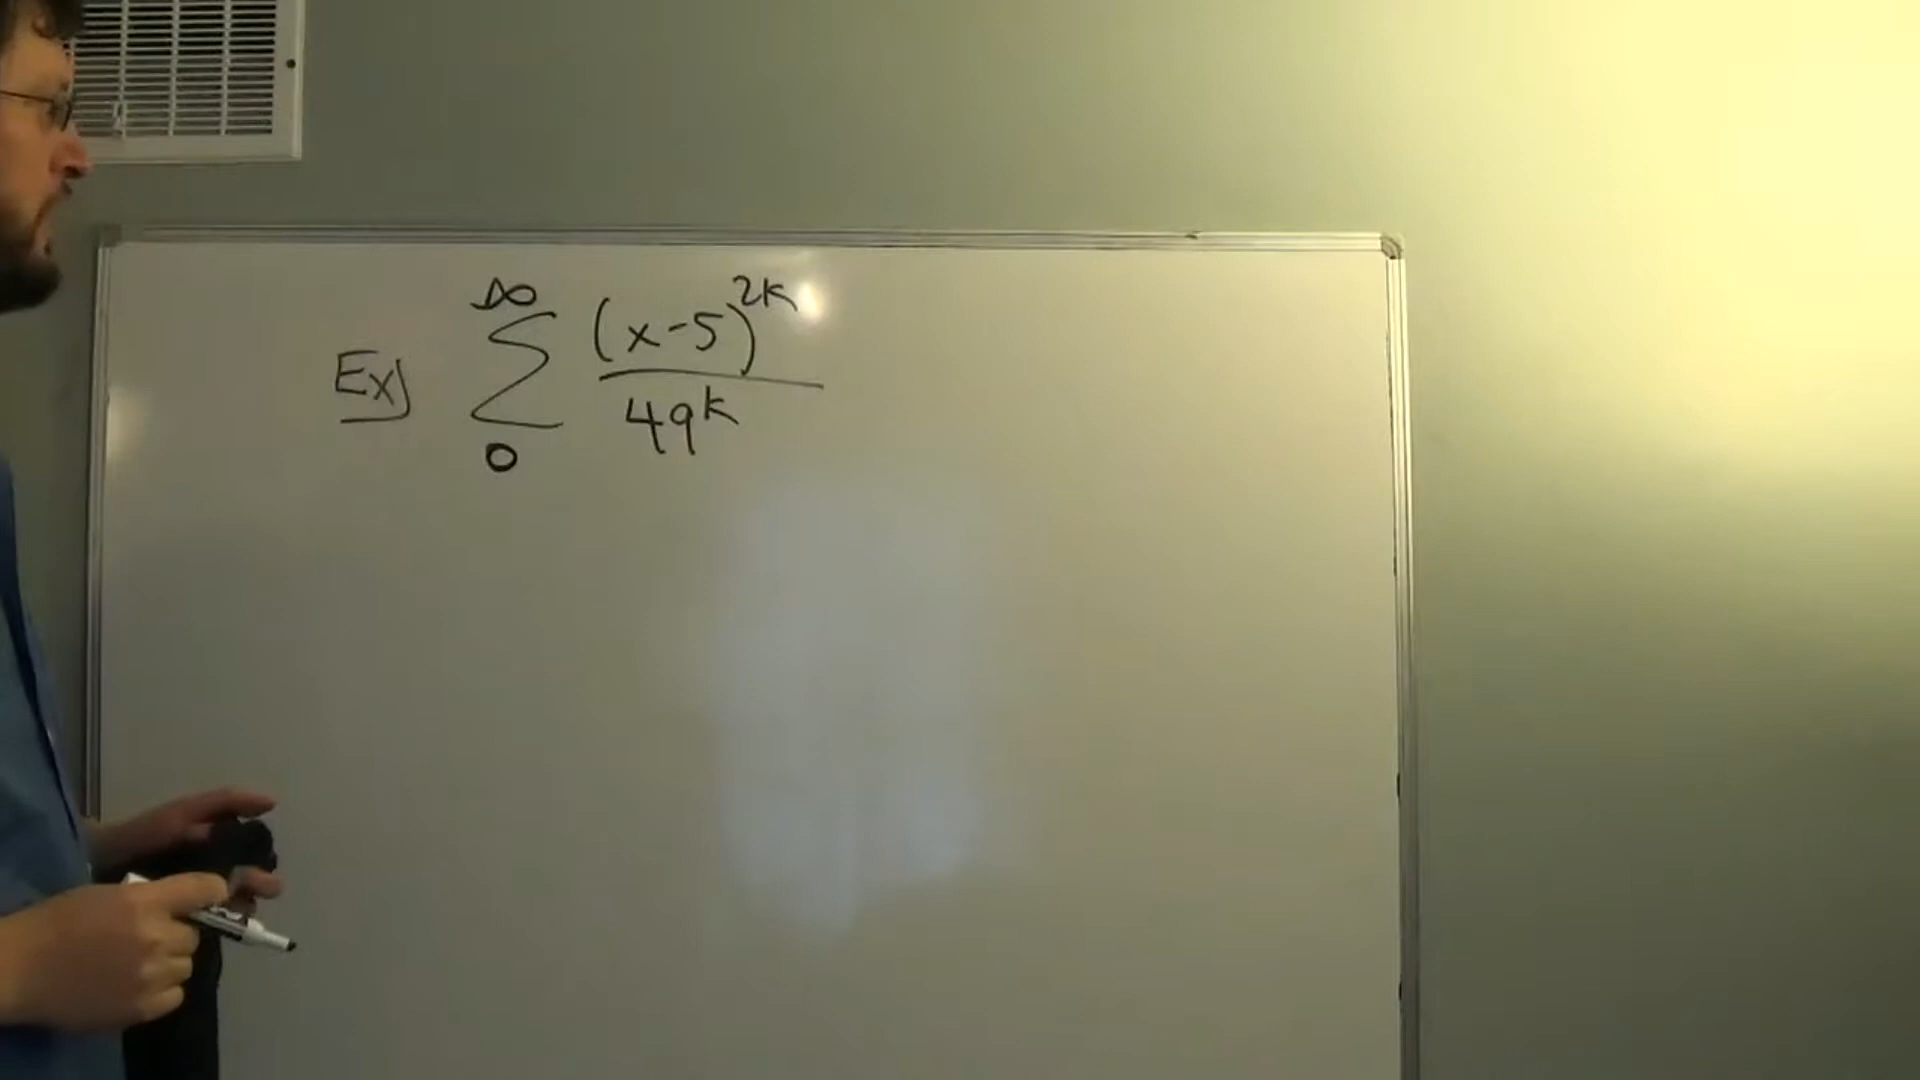 Ex) ∞ ∑ 0 (x-5)^2k / 49^k